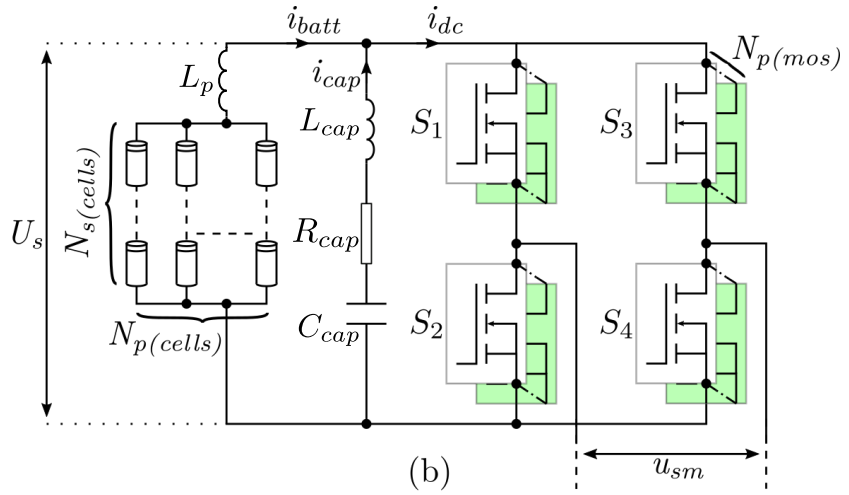 i_batt
i_dc
N_p(mos)
L_p
i_cap
L_cap
S_1
S_3
N_s(cells)
U_s
R_cap
N_p(cells)
C_cap
S_2
S_4
u_sm
(b)